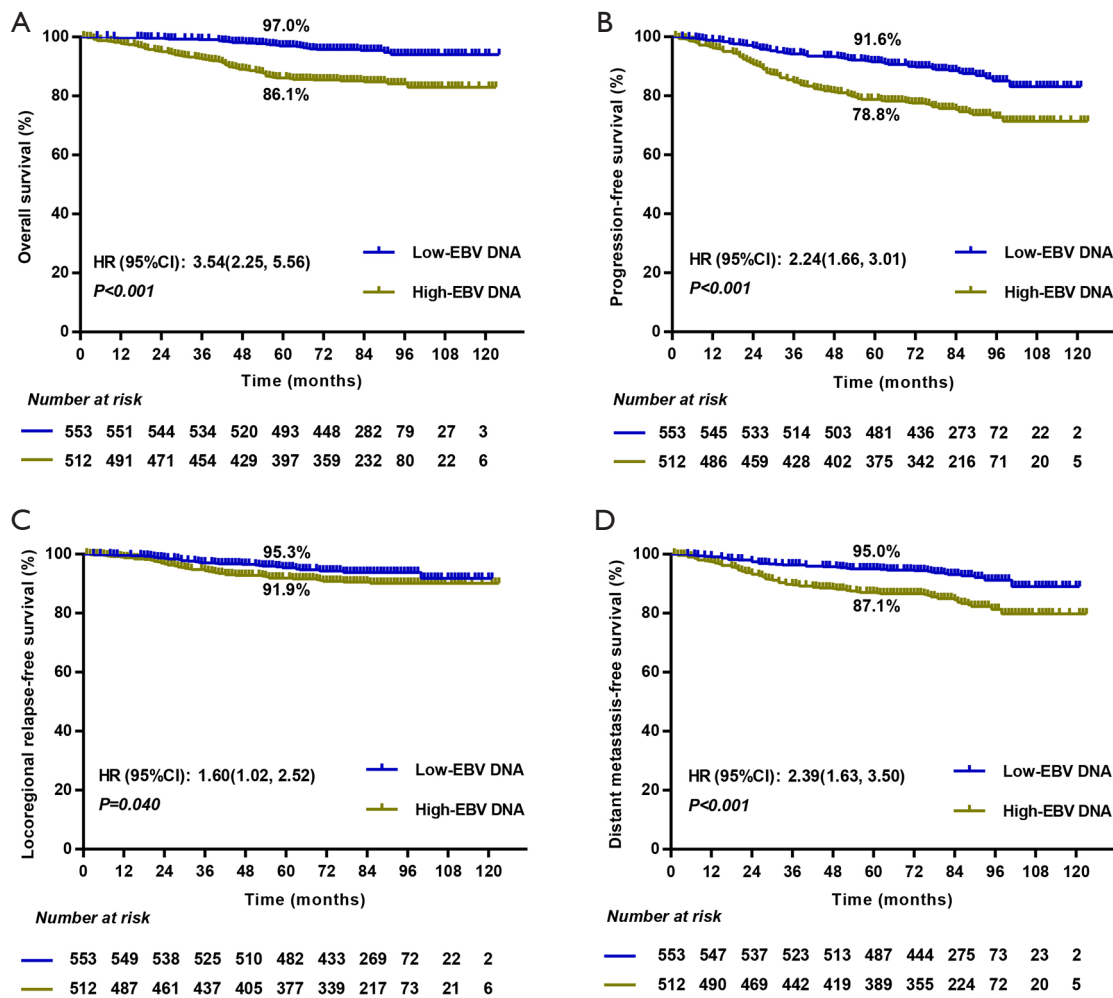 A
Overall survival (%)
100
80
60
40
20
0
97.0%
86.1%
HR (95%CI): 3.54(2.25, 5.56)
P<0.001
Low-EBV DNA
High-EBV DNA
0 12 24 36 48 60 72 84 96 108 120
Time (months)
Number at risk
553 551 544 534 520 493 448 282 79 27 3
512 491 471 454 429 397 359 232 80 22 6
B
Progression-free survival (%)
100
80
60
40
20
0
91.6%
78.8%
HR (95%CI): 2.24(1.66, 3.01)
P<0.001
Low-EBV DNA
High-EBV DNA
0 12 24 36 48 60 72 84 96 108 120
Time (months)
Number at risk
553 545 533 514 503 481 436 273 72 22 2
512 486 459 428 402 375 342 216 71 20 5
C
Locoregional relapse-free survival (%)
100
80
60
40
20
0
95.3%
91.9%
HR (95%CI): 1.60(1.02, 2.52)
P=0.040
Low-EBV DNA
High-EBV DNA
0 12 24 36 48 60 72 84 96 108 120
Time (months)
Number at risk
553 549 538 525 510 482 433 269 72 22 2
512 487 461 437 405 377 339 217 73 21 6
D
Distant metastasis-free survival (%)
100
80
60
40
20
0
95.0%
87.1%
HR (95%CI): 2.39(1.63, 3.50)
P<0.001
Low-EBV DNA
High-EBV DNA
0 12 24 36 48 60 72 84 96 108 120
Time (months)
Number at risk
553 547 537 523 513 487 444 275 73 23 2
512 490 469 442 419 389 355 224 72 20 5